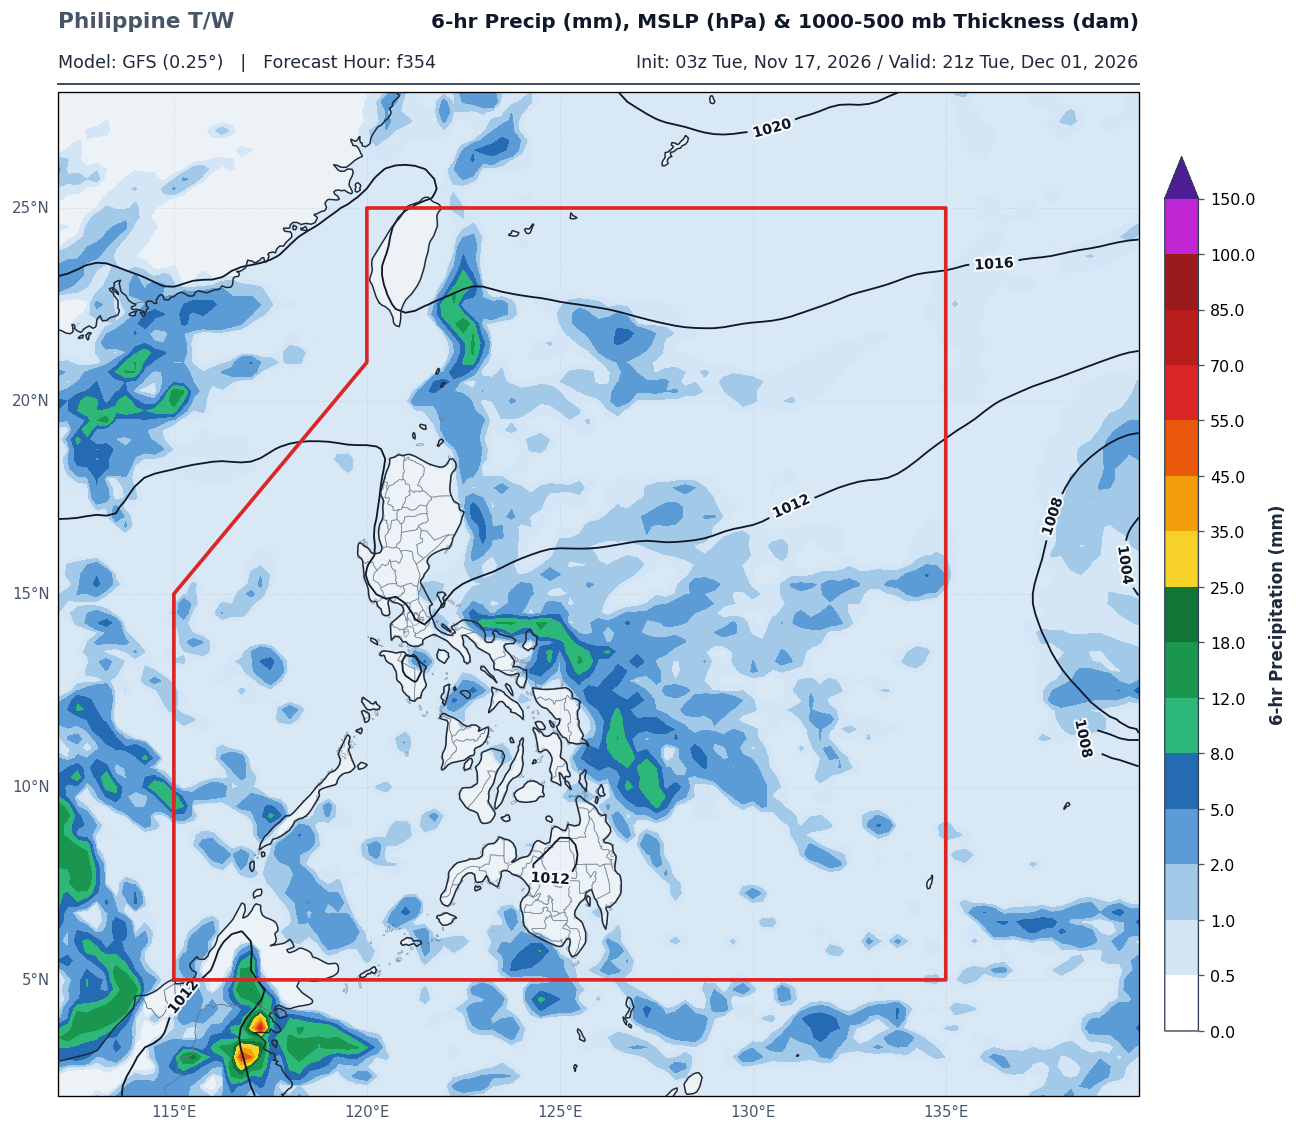 Philippine T/W
6-hr Precip (mm), MSLP (hPa) & 1000-500 mb Thickness (dam)
Model: GFS (0.25°) | Forecast Hour: f354
Init: 03z Tue, Nov 17, 2026 / Valid: 21z Tue, Dec 01, 2026
1020
1016
1012
1008
1004
1008
1012
1012
25°N
20°N
15°N
10°N
5°N
115°E
120°E
125°E
130°E
135°E
150.0
100.0
85.0
70.0
55.0
45.0
35.0
25.0
18.0
12.0
8.0
5.0
2.0
1.0
0.5
0.0
6-hr Precipitation (mm)